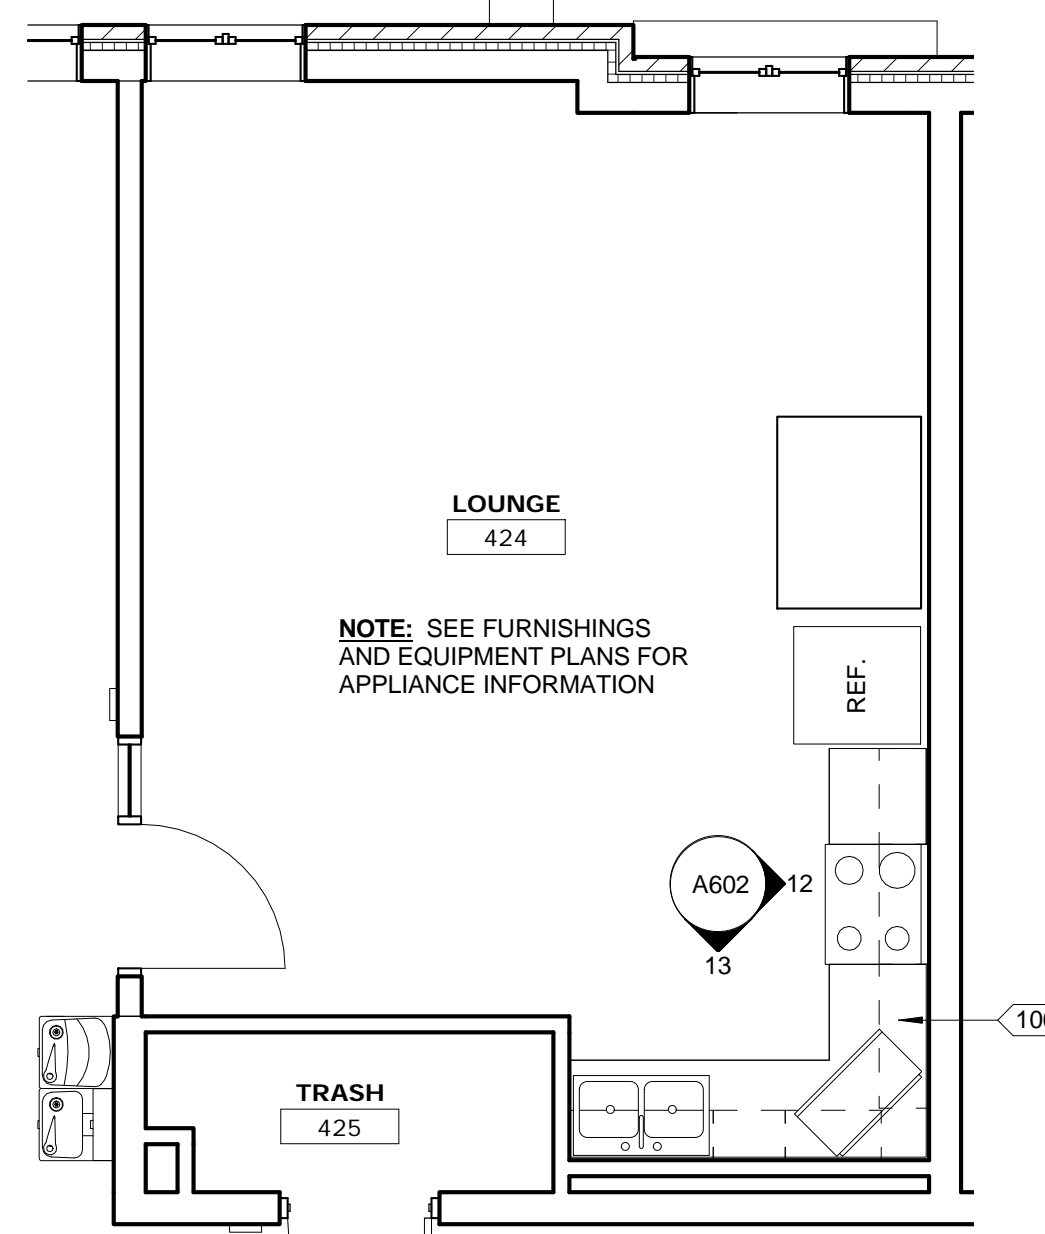 LOUNGE
424
NOTE: SEE FURNISHINGS
AND EQUIPMENT PLANS FOR
APPLIANCE INFORMATION
REF.
A602
12
13
TRASH
425